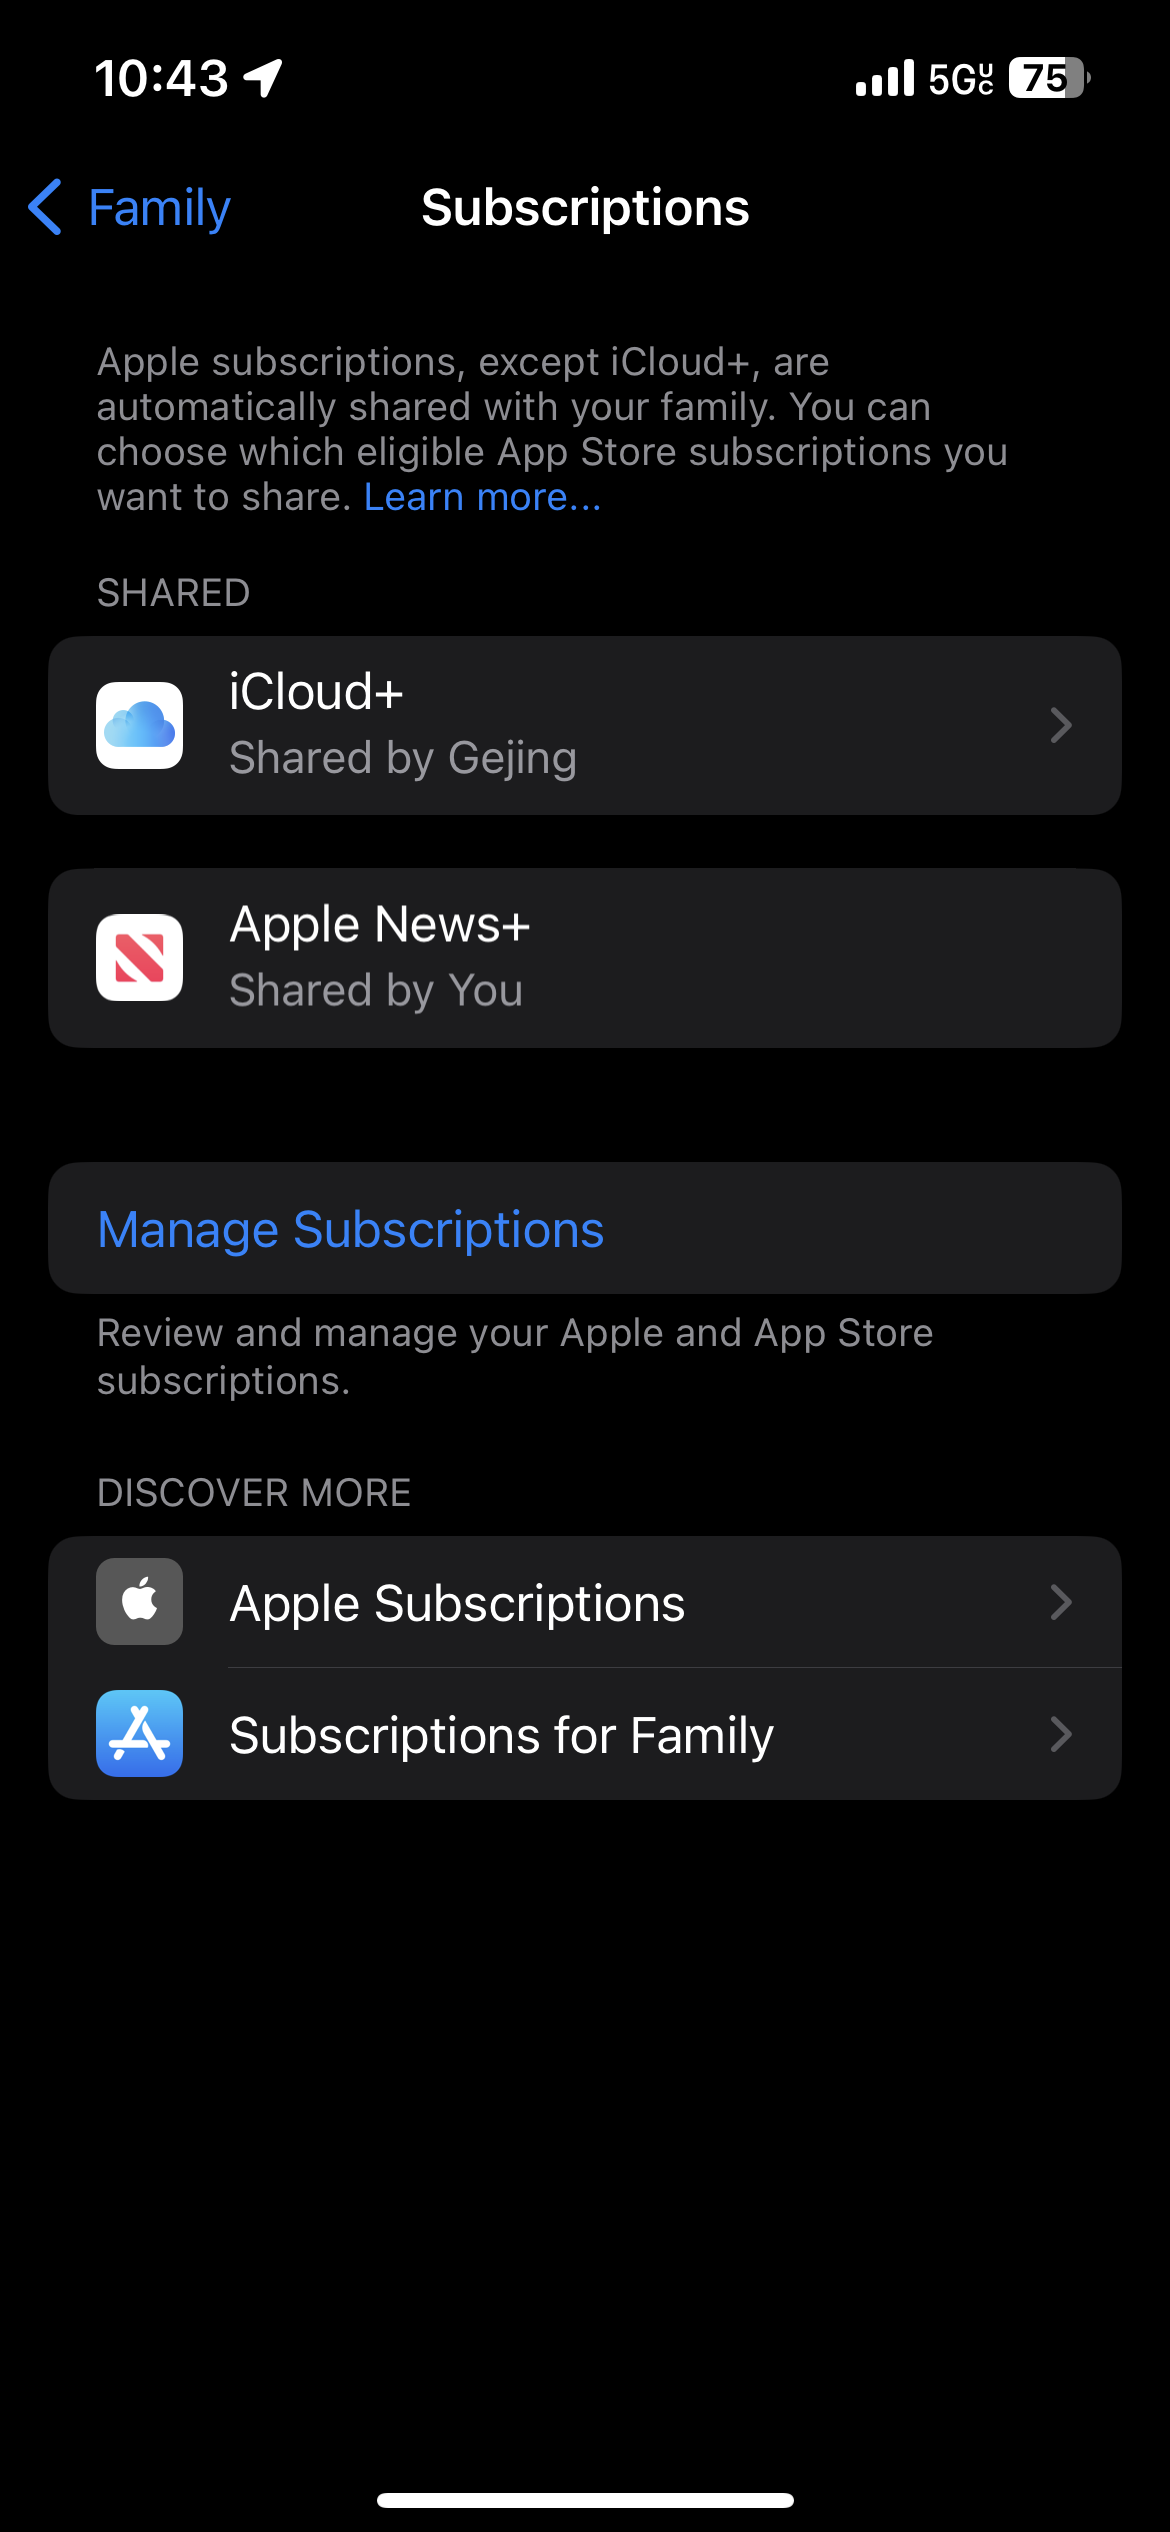 10:43
5G UC 75
Family
Subscriptions
Apple subscriptions, except iCloud+, are
automatically shared with your family. You can
choose which eligible App Store subscriptions you
want to share. Learn more...
SHARED
iCloud+
Shared by Gejing
Apple News+
Shared by You
Manage Subscriptions
Review and manage your Apple and App Store
subscriptions.
DISCOVER MORE
Apple Subscriptions
Subscriptions for Family